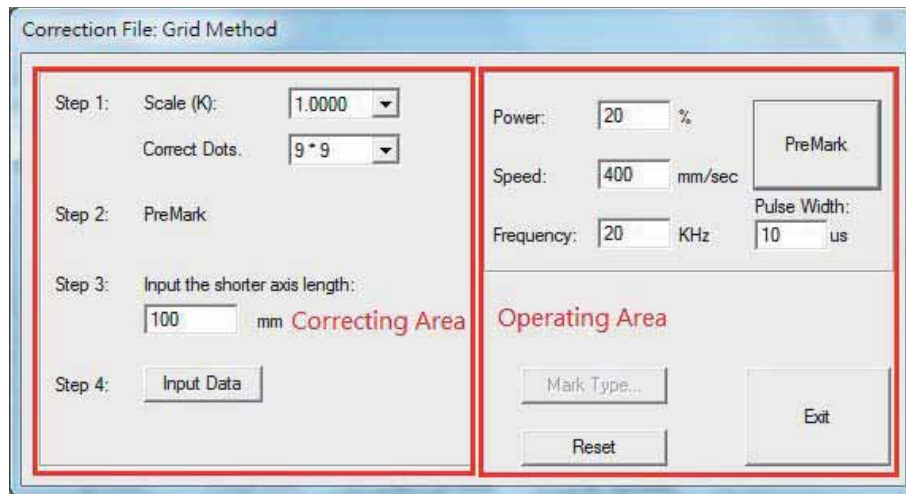 Correction File: Grid Method
Step 1: Scale (K): 1.0000
Correct Dots. 9 * 9
Step 2: PreMark
Step 3: Input the shorter axis length:
100 mm Correcting Area
Step 4: Input Data
Power: 20 %
PreMark
Speed: 400 mm/sec
Pulse Width:
Frequency: 20 KHz 10 us
Operating Area
Mark Type...
Exit
Reset